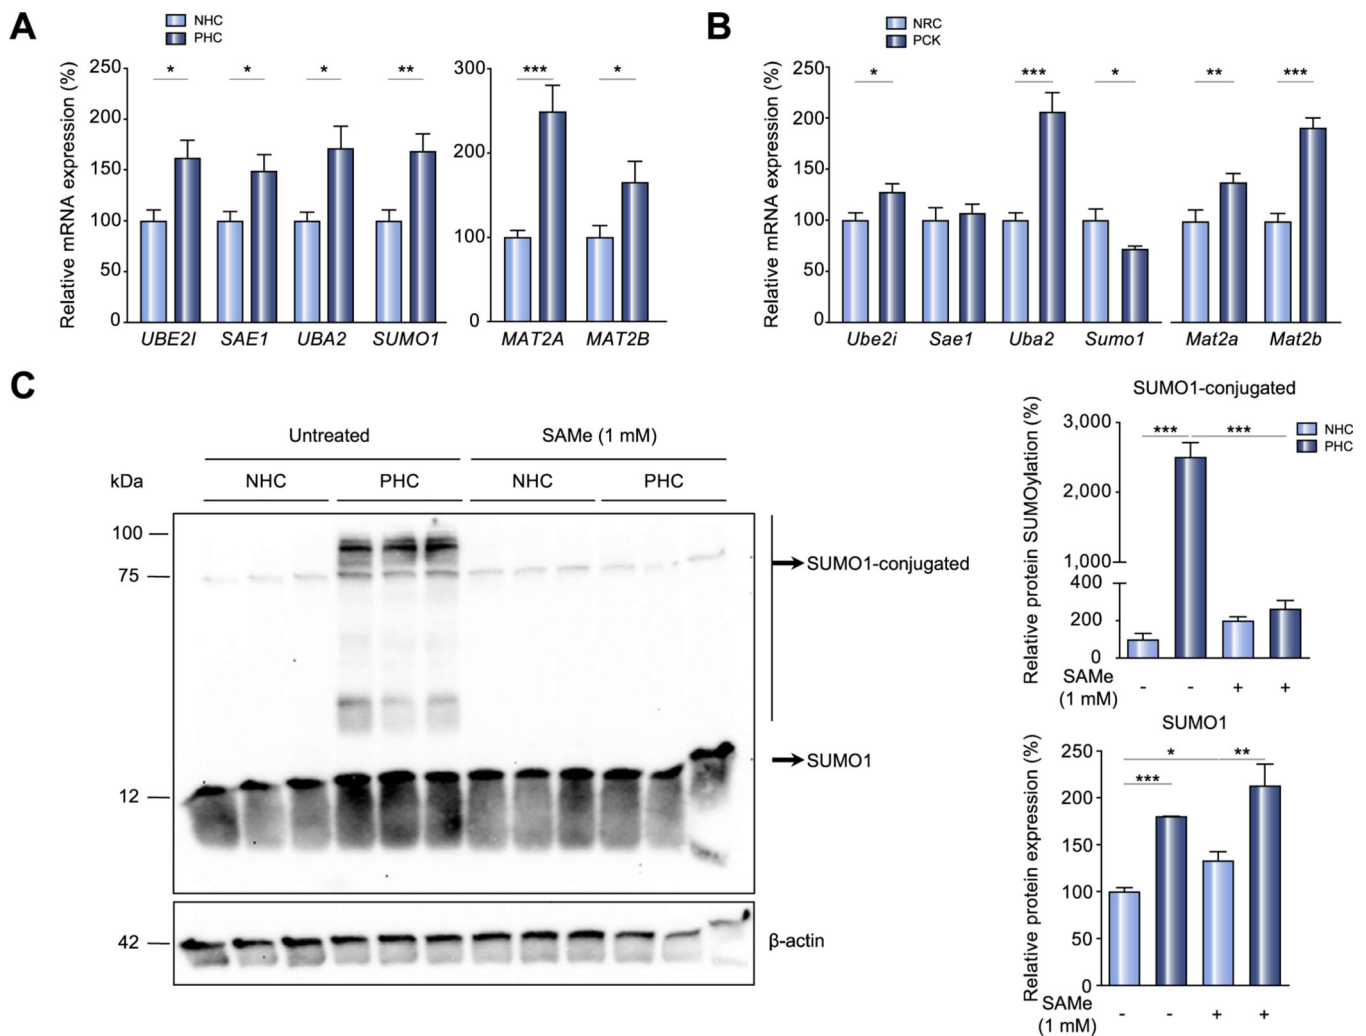 A
NHC
PHC
Relative mRNA expression (%)
250
200
150
100
50
0
* * * **
UBE2I SAE1 UBA2 SUMO1
300
200
100
0
*** *
MAT2A MAT2B
B
NRC
PCK
Relative mRNA expression (%)
250
200
150
100
50
0
* *** * ** ***
Ube2i Sae1 Uba2 Sumo1 Mat2a Mat2b
C
Untreated SAMe (1 mM)
kDa NHC PHC NHC PHC
100
75
12
42
SUMO1-conjugated
SUMO1
β-actin
SUMO1-conjugated
NHC
PHC
Relative protein SUMOylation (%)
3,000
2,000
1,000
400
200
0
*** ***
SAMe
(1 mM)
- - + +
SUMO1
Relative protein expression (%)
250
200
150
100
50
0
* **
***
SAMe
(1 mM)
- - + +